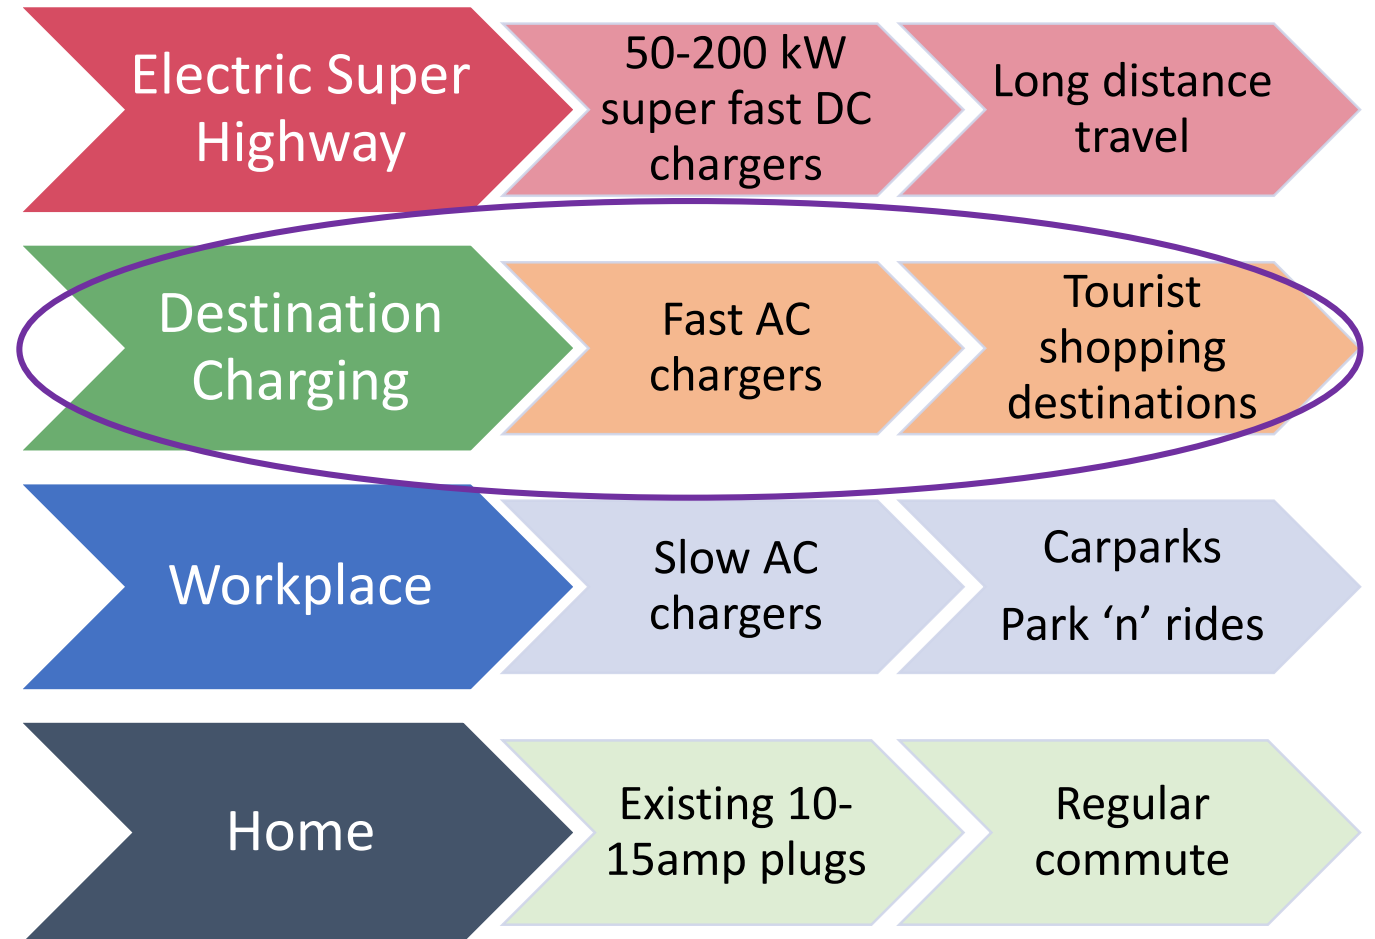 Electric Super
Highway
50-200 kW
super fast DC
chargers
Long distance
travel
Destination
Charging
Fast AC
chargers
Tourist
shopping
destinations
Workplace
Slow AC
chargers
Carparks
Park ‘n’ rides
Home
Existing 10-
15amp plugs
Regular
commute